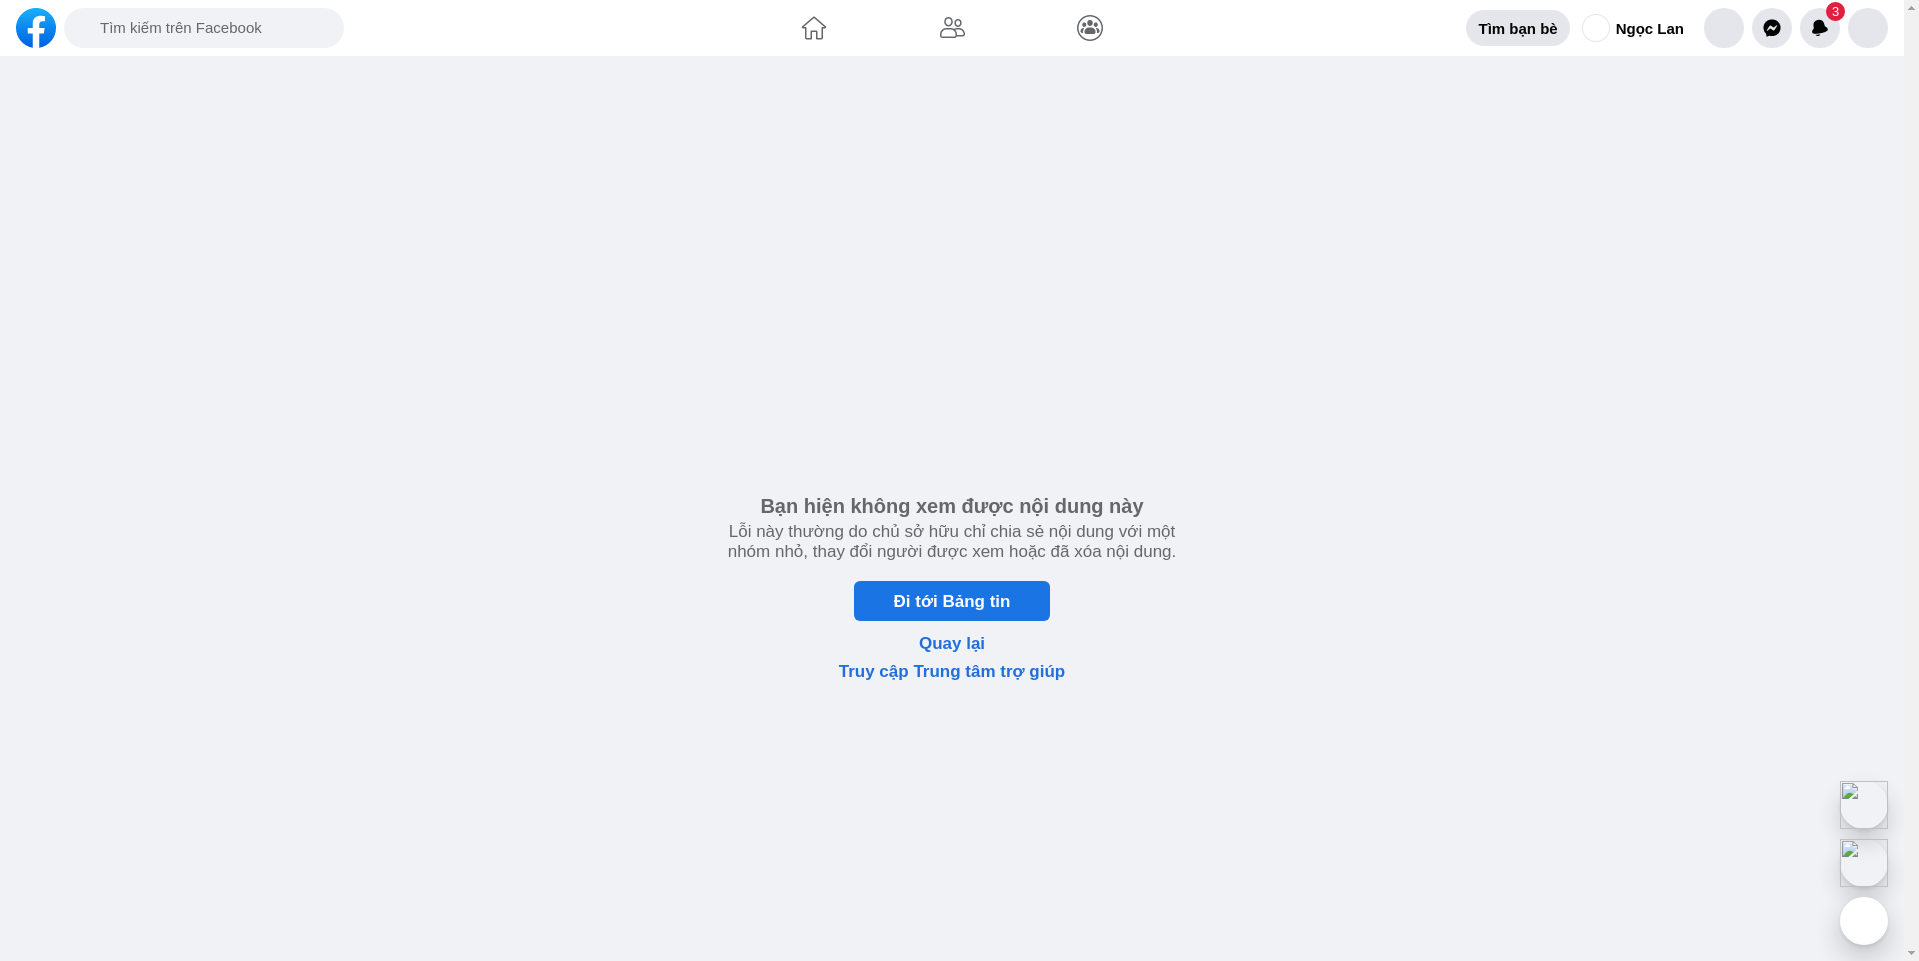 Tìm kiếm trên Facebook
Tìm bạn bè
Ngọc Lan
3
Bạn hiện không xem được nội dung này
Lỗi này thường do chủ sở hữu chỉ chia sẻ nội dung với một
nhóm nhỏ, thay đổi người được xem hoặc đã xóa nội dung.
Đi tới Bảng tin
Quay lại
Truy cập Trung tâm trợ giúp